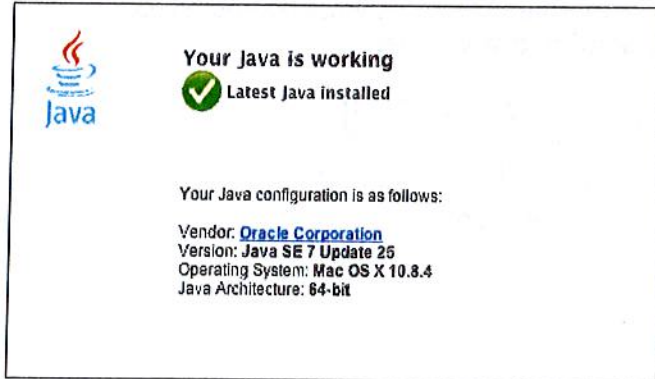 Java
Your Java is working
Latest Java installed
Your Java configuration is as follows:
Vendor: Oracle Corporation
Version: Java SE 7 Update 25
Operating System: Mac OS X 10.8.4
Java Architecture: 64-bit